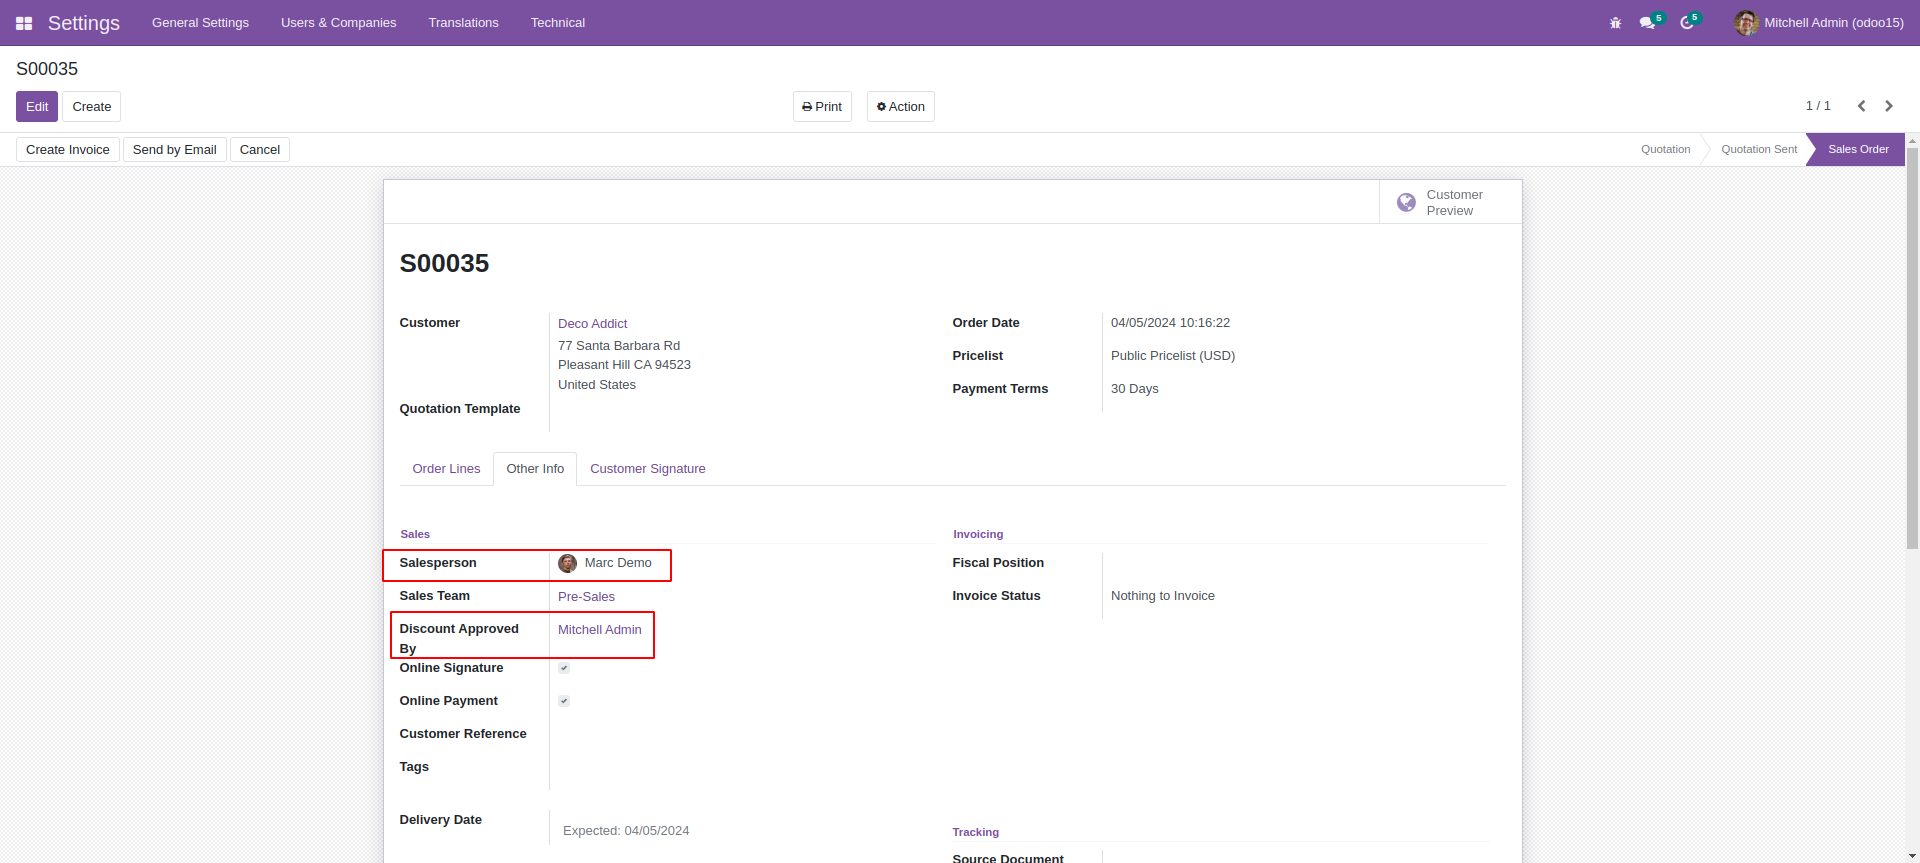 Settings General Settings Users & Companies Translations Technical 5 5 Mitchell Admin (odoo15)
S00035
Edit Create Print Action 1 / 1
Create Invoice Send by Email Cancel Quotation Quotation Sent Sales Order
Customer
Preview
S00035
Customer Deco Addict Order Date 04/05/2024 10:16:22
77 Santa Barbara Rd
Pleasant Hill CA 94523 Pricelist Public Pricelist (USD)
United States Payment Terms 30 Days
Quotation Template
Order Lines Other Info Customer Signature
Sales Invoicing
Salesperson Marc Demo Fiscal Position
Sales Team Pre-Sales Invoice Status Nothing to Invoice
Discount Approved Mitchell Admin
By
Online Signature
Online Payment
Customer Reference
Tags
Delivery Date
Expected: 04/05/2024 Tracking
Source Document